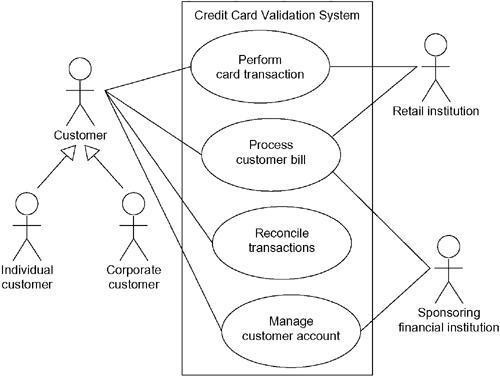 Credit Card Validation System
Perform
card transaction
Retail institution
Customer
Process
customer bill
Reconcile
transactions
Individual
customer
Corporate
customer
Manage
customer account
Sponsoring
financial institution